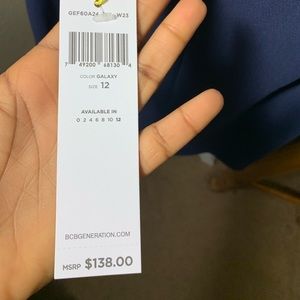 GEF60A24 W23
7 49200 68130 4
COLOR GALAXY
SIZE 12
AVAILABLE IN
0 2 4 6 8 10 12
BCBGENERATION.COM
MSRP $138.00